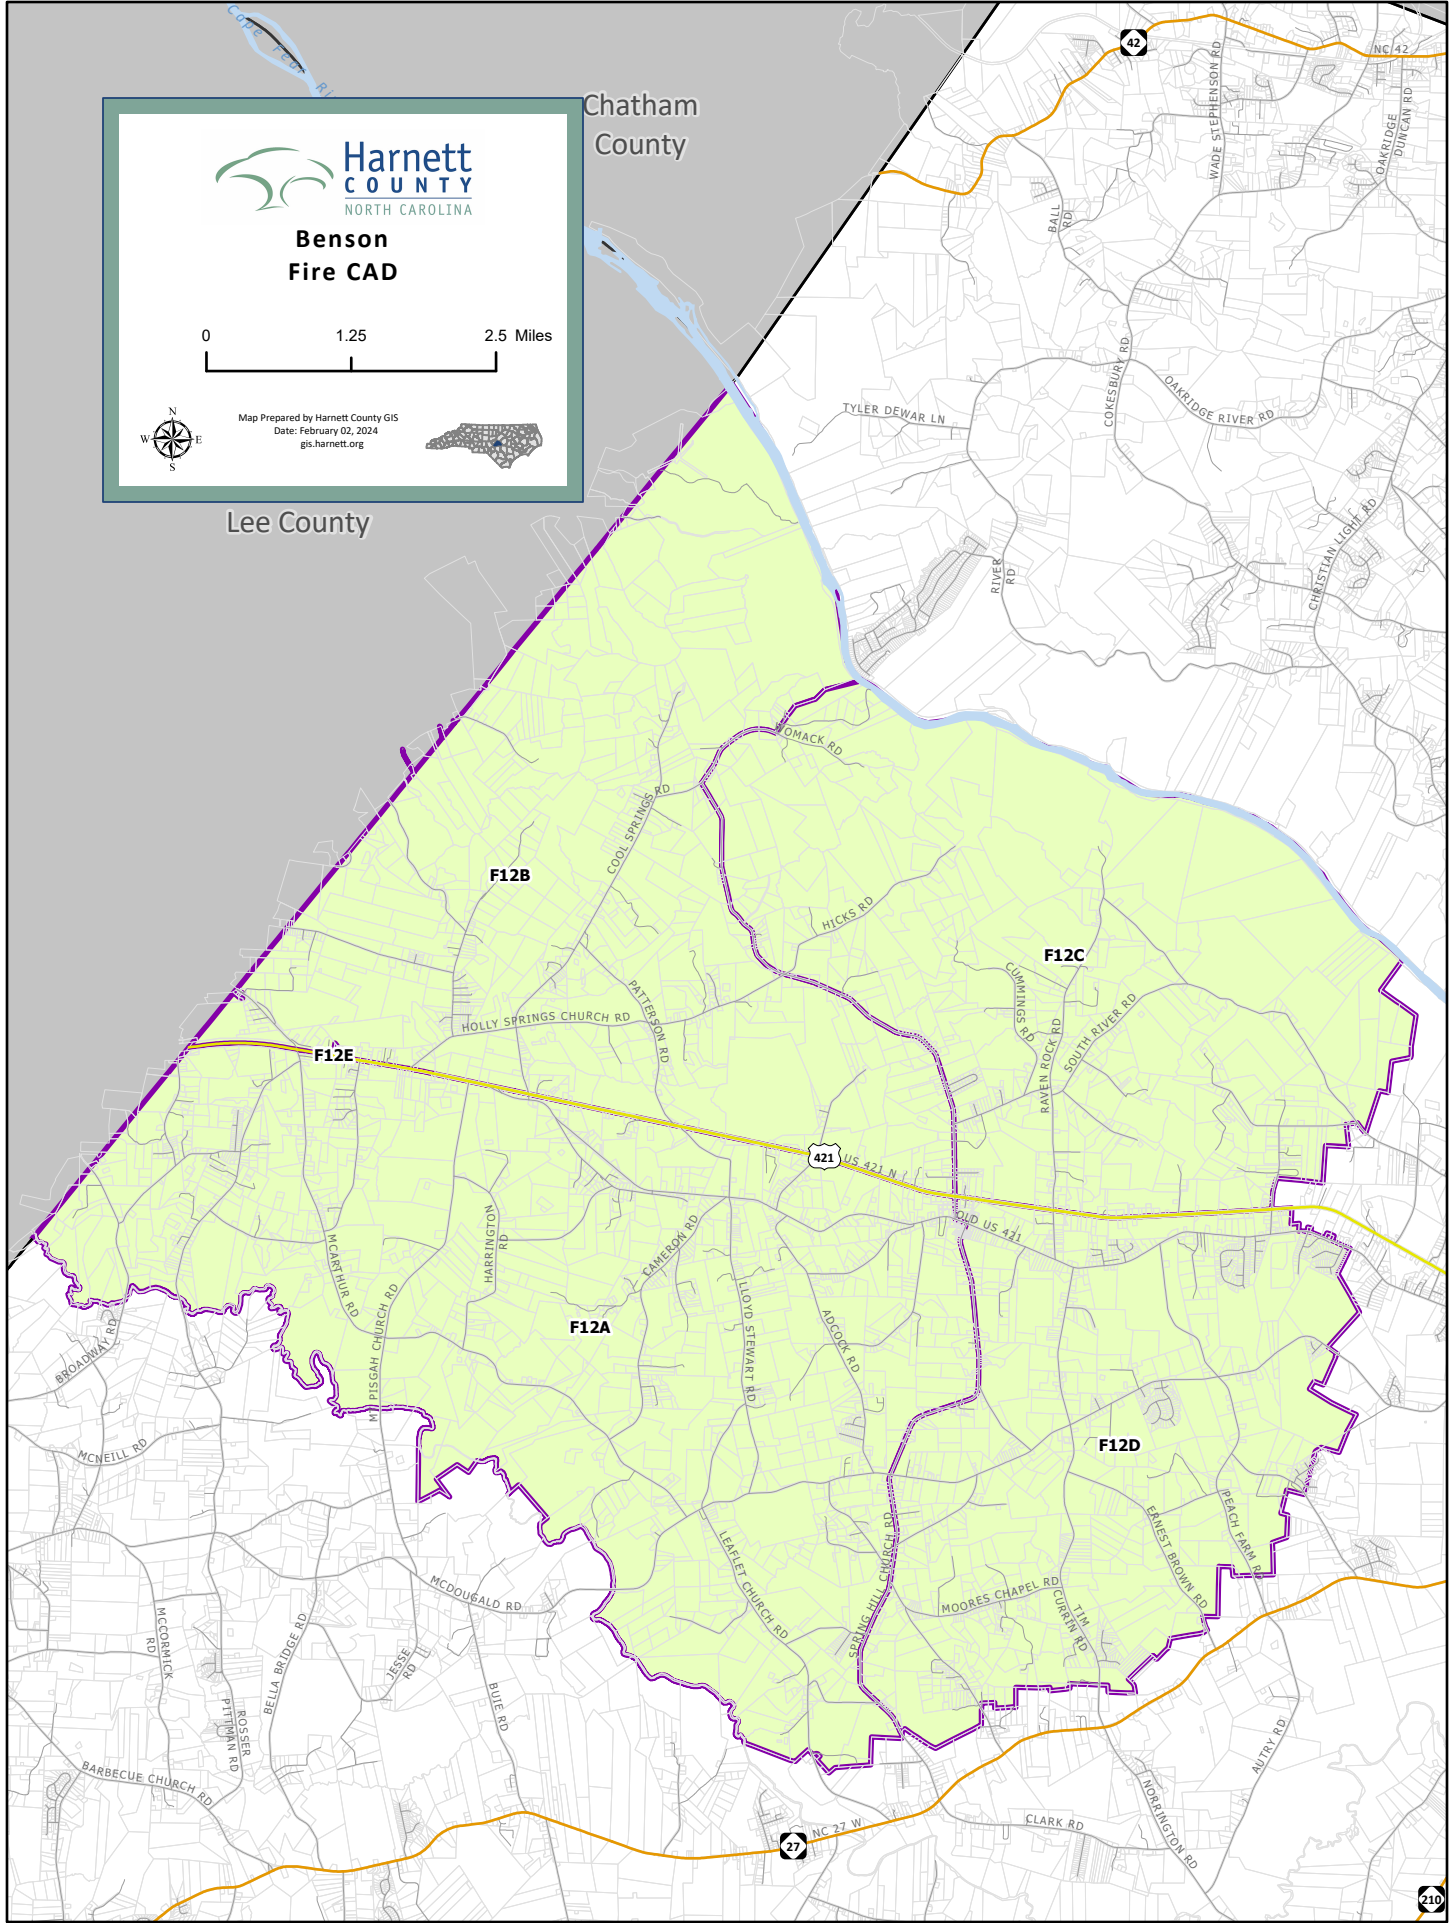 Cape Fear Ri
Chatham
County
Harnett
COUNTY
NORTH CAROLINA
Benson
Fire CAD
0 1.25 2.5 Miles
N
W E
S
Map Prepared by Harnett County GIS
Date: February 02, 2024
gis.harnett.org
Lee County
42
NC 42
WADE STEPHENSON RD
OAKRIDGE
DUNCAN RD
BALL
RD
COKESBURY RD
OAKRIDGE RIVER RD
TYLER DEWAR LN
CHRISTIAN LIGHT RD
RIVER
RD
WOMACK RD
COOL SPRINGS RD
F12B
HICKS RD
F12C
CUMMINGS RD
PATTERSON RD
SOUTH RIVER RD
RAVEN ROCK RD
HOLLY SPRINGS CHURCH RD
F12E
421
US 421 N
OLD US 421
HARRINGTON
RD
CAMERON RD
MCARTHUR RD
MT PISGAH CHURCH RD
F12A
LLOYD STEWART RD
ADCOCK RD
BROADWAY RD
MCNEILL RD
F12D
PEACH FARM RD
ERNEST BROWN RD
SPRING HILL CHURCH RD
LEAFLET CHURCH RD
MOORES CHAPEL RD
TIM
CURRIN RD
MCDOUGALD RD
MCCORMICK
RD
BELLA BRIDGE RD
JESSE
RD
BUIE RD
ROSSER
PITTMAN RD
BARBECUE CHURCH RD
AUTRY RD
NORRINGTON RD
CLARK RD
NC 27 W
27
210